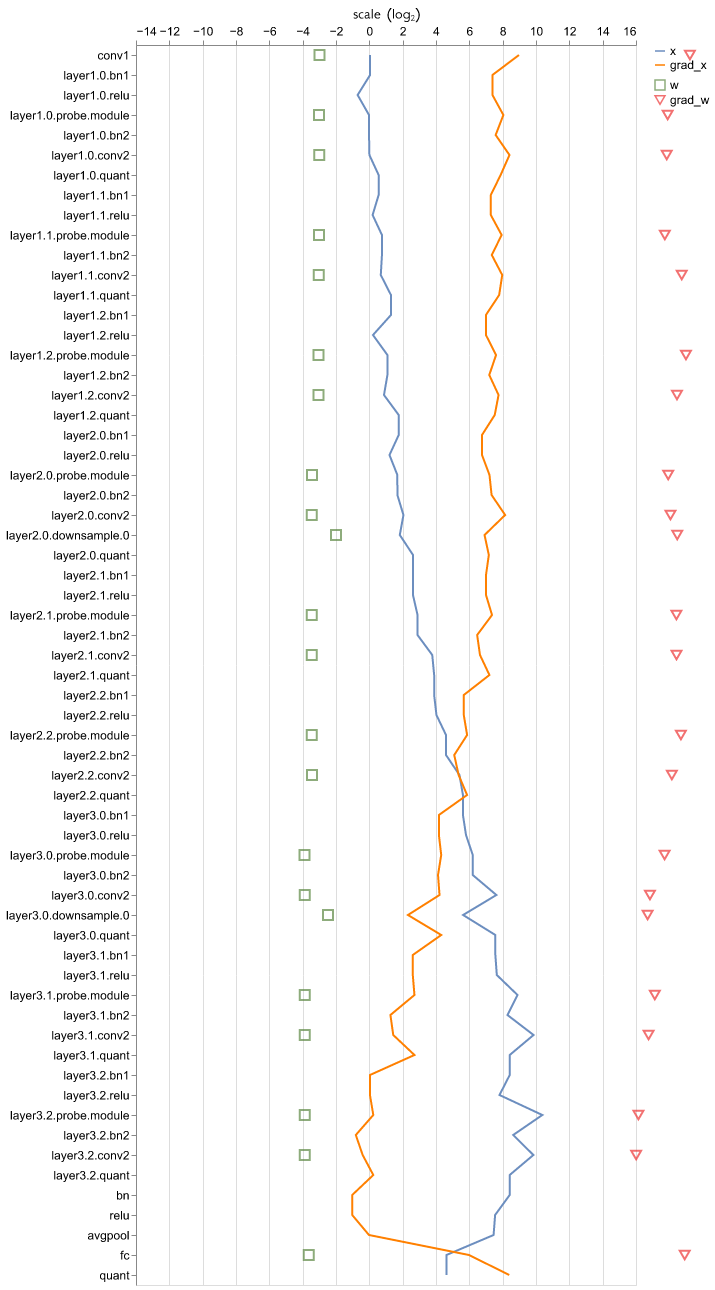 scale (log₂)
−14 −12 −10 −8 −6 −4 −2 0 2 4 6 8 10 12 14 16
x
grad_x
w
grad_w
conv1
layer1.0.bn1
layer1.0.relu
layer1.0.probe.module
layer1.0.bn2
layer1.0.conv2
layer1.0.quant
layer1.1.bn1
layer1.1.relu
layer1.1.probe.module
layer1.1.bn2
layer1.1.conv2
layer1.1.quant
layer1.2.bn1
layer1.2.relu
layer1.2.probe.module
layer1.2.bn2
layer1.2.conv2
layer1.2.quant
layer2.0.bn1
layer2.0.relu
layer2.0.probe.module
layer2.0.bn2
layer2.0.conv2
layer2.0.downsample.0
layer2.0.quant
layer2.1.bn1
layer2.1.relu
layer2.1.probe.module
layer2.1.bn2
layer2.1.conv2
layer2.1.quant
layer2.2.bn1
layer2.2.relu
layer2.2.probe.module
layer2.2.bn2
layer2.2.conv2
layer2.2.quant
layer3.0.bn1
layer3.0.relu
layer3.0.probe.module
layer3.0.bn2
layer3.0.conv2
layer3.0.downsample.0
layer3.0.quant
layer3.1.bn1
layer3.1.relu
layer3.1.probe.module
layer3.1.bn2
layer3.1.conv2
layer3.1.quant
layer3.2.bn1
layer3.2.relu
layer3.2.probe.module
layer3.2.bn2
layer3.2.conv2
layer3.2.quant
bn
relu
avgpool
fc
quant